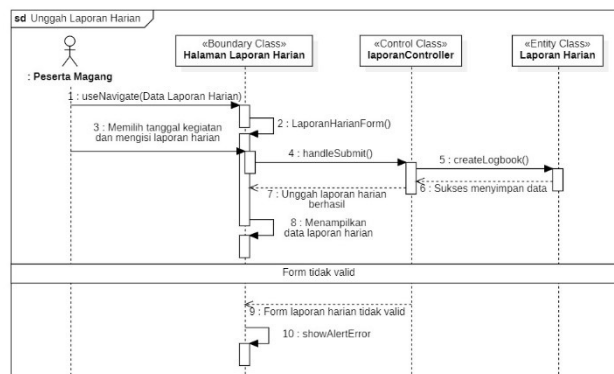 sd Unggah Laporan Harian
: Peserta Magang
«Boundary Class»
Halaman Laporan Harian
«Control Class»
laporanController
«Entity Class»
Laporan Harian
1 : useNavigate(Data Laporan Harian)
2 : LaporanHarianForm()
3 : Memilih tanggal kegiatan
dan mengisi laporan harian
4 : handleSubmit()
5 : createLogbook()
6 : Sukses menyimpan data
7 : Unggah laporan harian
berhasil
8 : Menampilkan
data laporan harian
Form tidak valid
9 : Form laporan harian tidak valid
10 : showAlertError